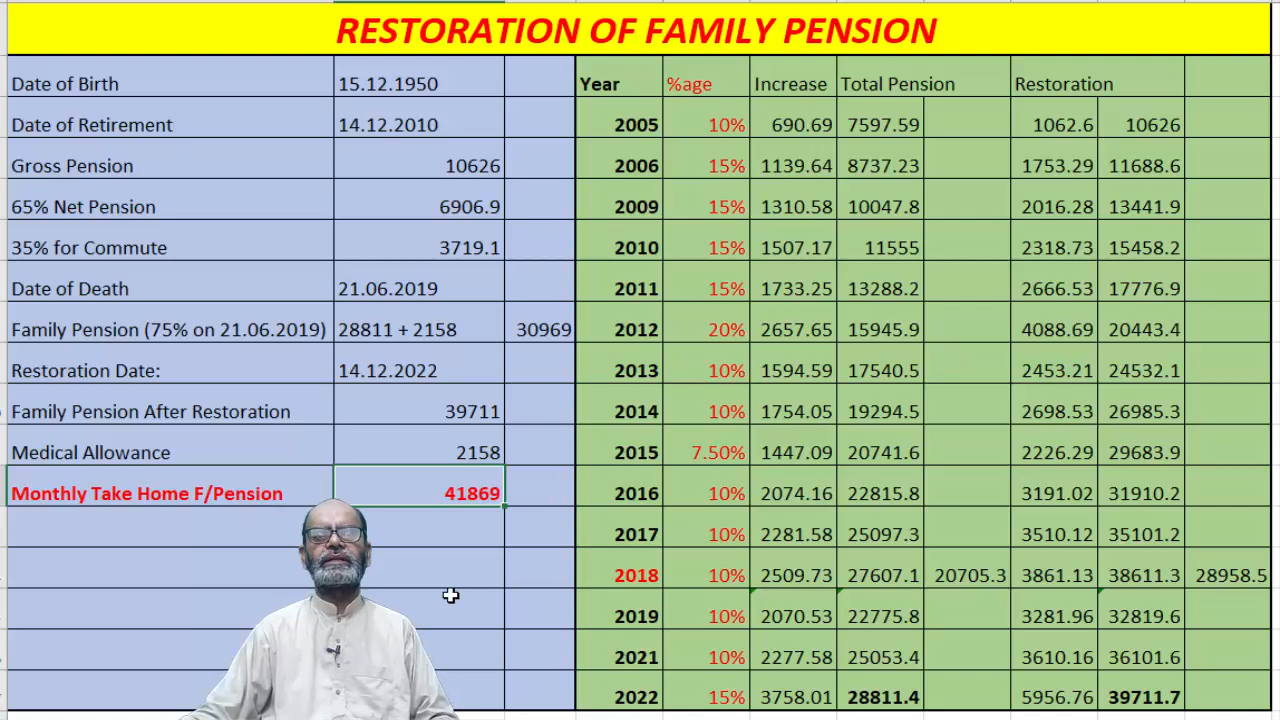 RESTORATION OF FAMILY PENSION
Date of Birth 15.12.1950 Year %age Increase Total Pension Restoration
Date of Retirement 14.12.2010 2005 10% 690.69 7597.59 1062.6 10626
Gross Pension 10626 2006 15% 1139.64 8737.23 1753.29 11688.6
65% Net Pension 6906.9 2009 15% 1310.58 10047.8 2016.28 13441.9
35% for Commute 3719.1 2010 15% 1507.17 11555 2318.73 15458.2
Date of Death 21.06.2019 2011 15% 1733.25 13288.2 2666.53 17776.9
Family Pension (75% on 21.06.2019) 28811 + 2158 30969 2012 20% 2657.65 15945.9 4088.69 20443.4
Restoration Date: 14.12.2022 2013 10% 1594.59 17540.5 2453.21 24532.1
Family Pension After Restoration 39711 2014 10% 1754.05 19294.5 2698.53 26985.3
Medical Allowance 2158 2015 7.50% 1447.09 20741.6 2226.29 29683.9
Monthly Take Home F/Pension 41869 2016 10% 2074.16 22815.8 3191.02 31910.2
2017 10% 2281.58 25097.3 3510.12 35101.2
2018 10% 2509.73 27607.1 20705.3 3861.13 38611.3 28958.5
2019 10% 2070.53 22775.8 3281.96 32819.6
2021 10% 2277.58 25053.4 3610.16 36101.6
2022 15% 3758.01 28811.4 5956.76 39711.7